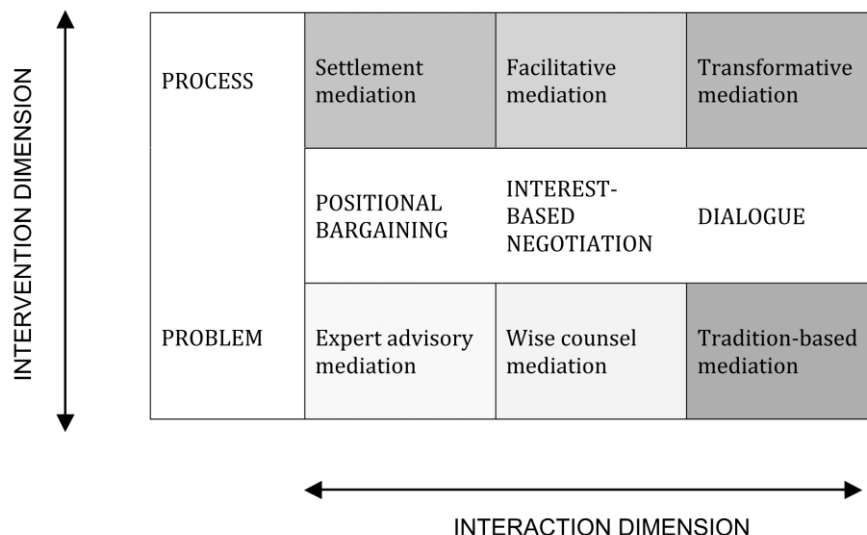 INTERVENTION DIMENSION
PROCESS
Settlement
mediation
Facilitative
mediation
Transformative
mediation
POSITIONAL
BARGAINING
INTEREST-
BASED
NEGOTIATION
DIALOGUE
PROBLEM
Expert advisory
mediation
Wise counsel
mediation
Tradition-based
mediation
INTERACTION DIMENSION